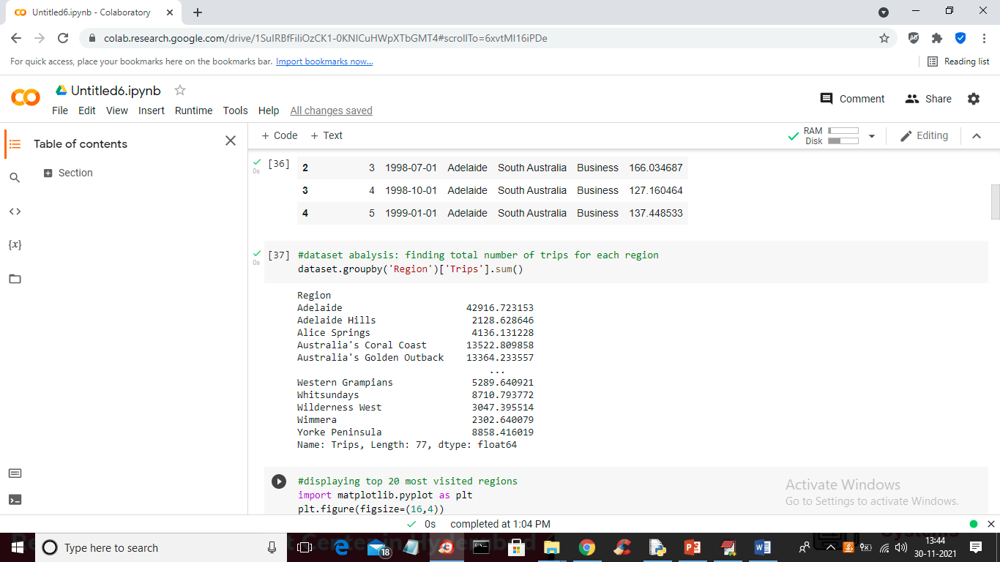 Untitled6.ipynb - Colaboratory
colab.research.google.com/drive/1SuIRBfFiIiOzCK1-0KNICuHWpXTbGMT4#scrollTo=6xvtMI16iPDe
For quick access, place your bookmarks here on the bookmarks bar. Import bookmarks now...
Reading list
Untitled6.ipynb
File Edit View Insert Runtime Tools Help All changes saved
Comment Share
Table of contents
Section
+ Code + Text
RAM
Disk
Editing
[36]
0s
2 3 1998-07-01 Adelaide South Australia Business 166.034687
3 4 1998-10-01 Adelaide South Australia Business 127.160464
4 5 1999-01-01 Adelaide South Australia Business 137.448533
[37] #dataset abalysis: finding total number of trips for each region
0s
dataset.groupby('Region')['Trips'].sum()
Region
Adelaide 42916.723153
Adelaide Hills 2128.628646
Alice Springs 4136.131228
Australia's Coral Coast 13522.809858
Australia's Golden Outback 13364.233557
...
Western Grampians 5289.640921
Whitsundays 8710.793772
Wilderness West 3047.395514
Wimmera 2302.640079
Yorke Peninsula 8858.416019
Name: Trips, Length: 77, dtype: float64
#displaying top 20 most visited regions
import matplotlib.pyplot as plt
plt.figure(figsize=(16,4))
Activate Windows
Go to Settings to activate Windows.
0s completed at 1:04 PM
Type here to search
18
13:44
30-11-2021